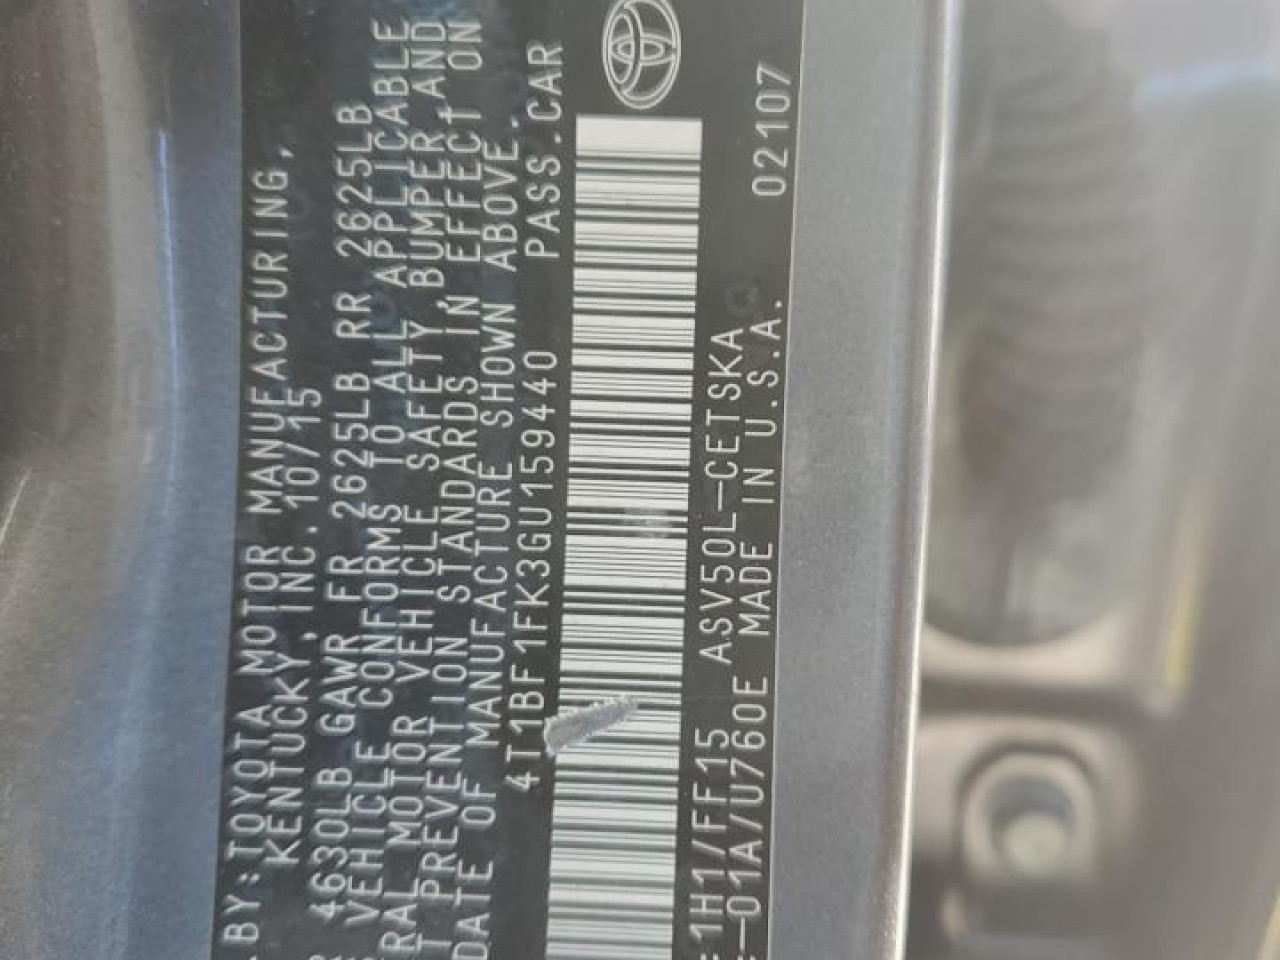 BY: TOYOTA MOTOR MANUFACTURING,
KENTUCKY, INC. 10/15
4630LB GAWR FR 2625LB RR 2625LB
VEHICLE CONFORMS TO ALL APPLICABLE
RAL MOTOR VEHICLE SAFETY, BUMPER AND
T PREVENTION STANDARDS IN EFFECT ON
DATE OF MANUFACTURE SHOWN ABOVE.
4T1BF1FK3GU159440 PASS.CAR
1H1/FF15 ASV50L-CETSKA
-01A/U760E MADE IN U.S.A. 02107